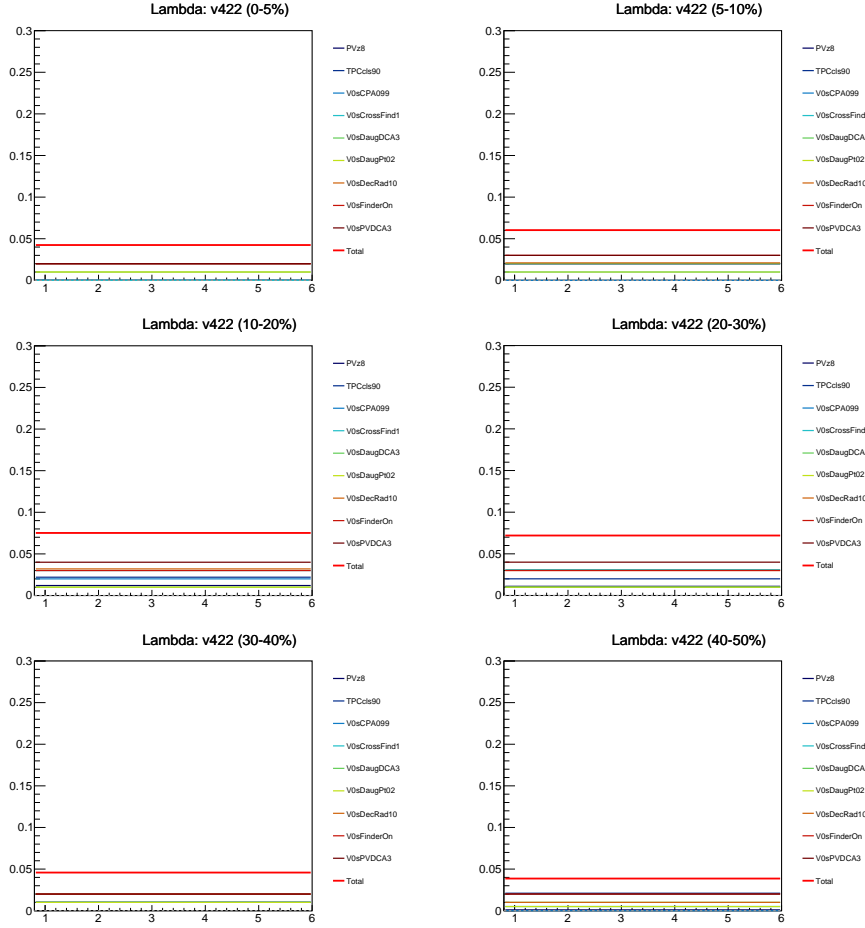 Lambda: v422 (0-5%)
0.3
0.25
0.2
0.15
0.1
0.05
0
1 2 3 4 5 6
PVz8
TPCcls90
V0sCPA099
V0sCrossFind1
V0sDaugDCA3
V0sDaugPt02
V0sDecRad10
V0sFinderOn
V0sPVDCA3
Total
Lambda: v422 (5-10%)
0.3
0.25
0.2
0.15
0.1
0.05
0
1 2 3 4 5 6
PVz8
TPCcls90
V0sCPA099
V0sCrossFind
V0sDaugDCA
V0sDaugPt02
V0sDecRad10
V0sFinderOn
V0sPVDCA3
Total
Lambda: v422 (10-20%)
0.3
0.25
0.2
0.15
0.1
0.05
0
1 2 3 4 5 6
PVz8
TPCcls90
V0sCPA099
V0sCrossFind1
V0sDaugDCA3
V0sDaugPt02
V0sDecRad10
V0sFinderOn
V0sPVDCA3
Total
Lambda: v422 (20-30%)
0.3
0.25
0.2
0.15
0.1
0.05
0
1 2 3 4 5 6
PVz8
TPCcls90
V0sCPA099
V0sCrossFind
V0sDaugDCA
V0sDaugPt02
V0sDecRad10
V0sFinderOn
V0sPVDCA3
Total
Lambda: v422 (30-40%)
0.3
0.25
0.2
0.15
0.1
0.05
0
1 2 3 4 5 6
PVz8
TPCcls90
V0sCPA099
V0sCrossFind1
V0sDaugDCA3
V0sDaugPt02
V0sDecRad10
V0sFinderOn
V0sPVDCA3
Total
Lambda: v422 (40-50%)
0.3
0.25
0.2
0.15
0.1
0.05
0
1 2 3 4 5 6
PVz8
TPCcls90
V0sCPA099
V0sCrossFind
V0sDaugDCA
V0sDaugPt02
V0sDecRad10
V0sFinderOn
V0sPVDCA3
Total